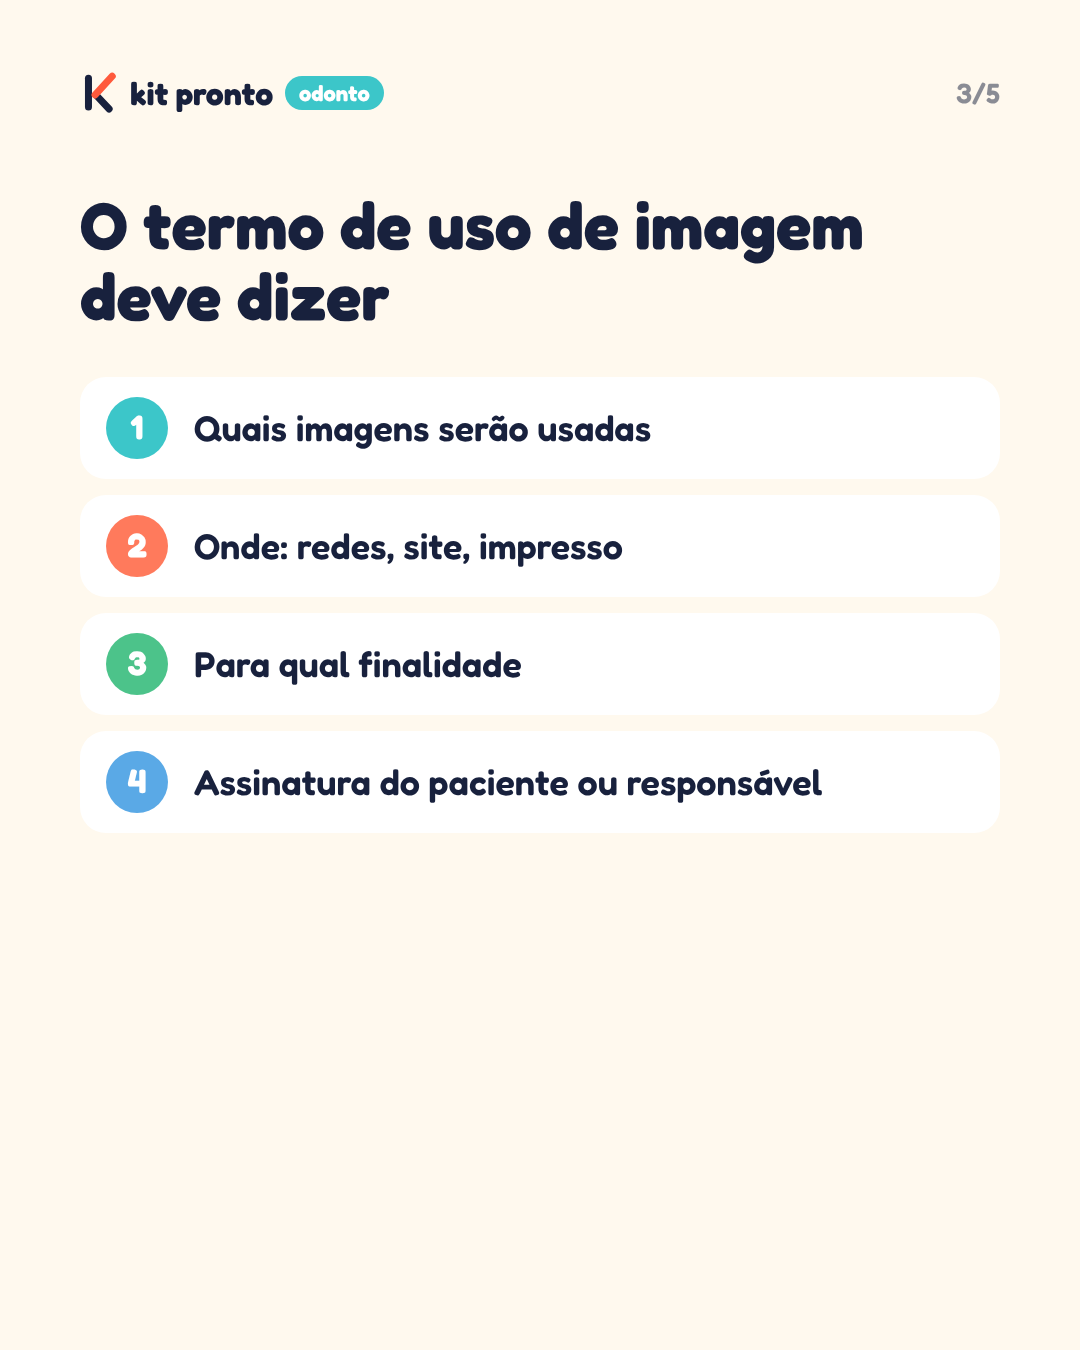 kit pronto odonto
3/5
O termo de uso de imagem
deve dizer
1 Quais imagens serão usadas
2 Onde: redes, site, impresso
3 Para qual finalidade
4 Assinatura do paciente ou responsável